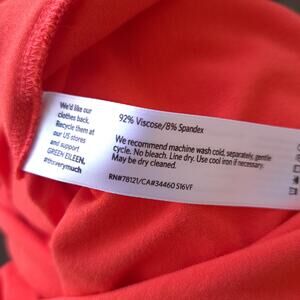 We'd like our
clothes back.
Recycle them at
our US stores
and support
GREEN EILEEN.
#thxverymuch
92% Viscose/8% Spandex
We recommend machine wash cold, separately, gentle
cycle. No bleach. Line dry. Use cool iron if necessary.
May be dry cleaned.
RN#78121/CA#34460 S16VF